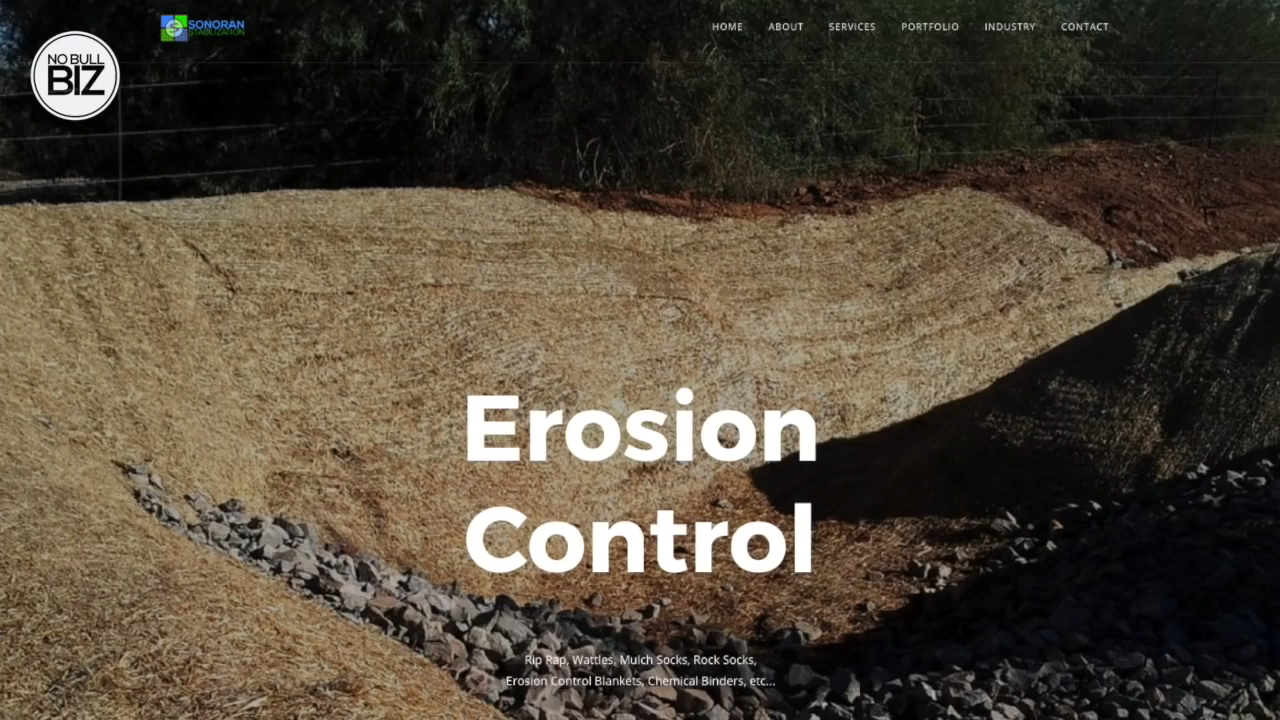 SONORAN
STABILIZATION
HOME ABOUT SERVICES PORTFOLIO INDUSTRY CONTACT
NO BULL
BIZ
Erosion
Control
Rip Rap, Wattles, Mulch Socks, Rock Socks,
Erosion Control Blankets, Chemical Binders, etc...